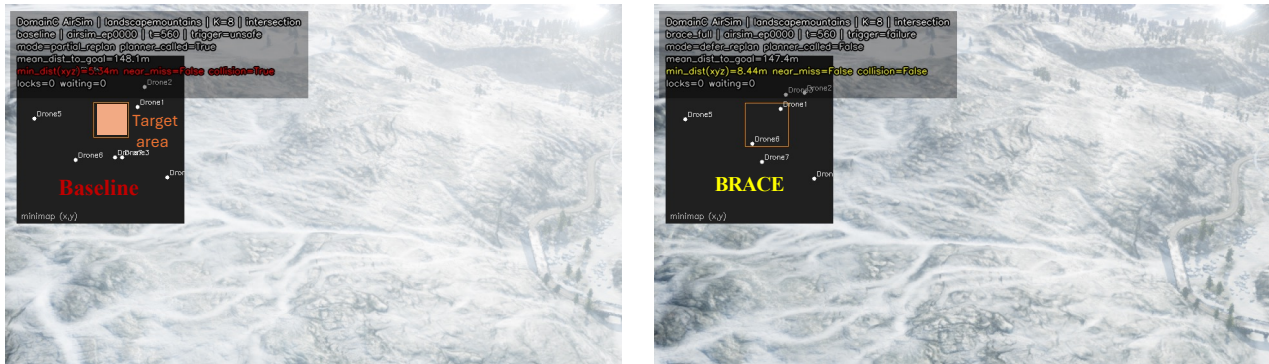 DomainC AirSim | landscapemountains | K=8 | intersection
baseline | airsim_ep0000 | t=560 | trigger=unsafe
mode=partial_replan planner_called=True
mean_dist_to_goal=148.1m
near_miss=False collision=True
locks=0 waiting=0
Drone2
Drone1
Drone5
Target
area
Drone6
Baseline
minimap (x,y)
DomainC AirSim | landscapemountains | K=8 | intersection
brace_full | airsim_ep0000 | t=560 | trigger=failure
mode=defer_replan planner_called=False
mean_dist_to_goal=147.4m
min_dist(xyz)=8.44m near_miss=False collision=False
locks=0 waiting=0
Drone2
Drone1
Drone5
Drone6
Drone7
Dron
BRACE
minimap (x,y)